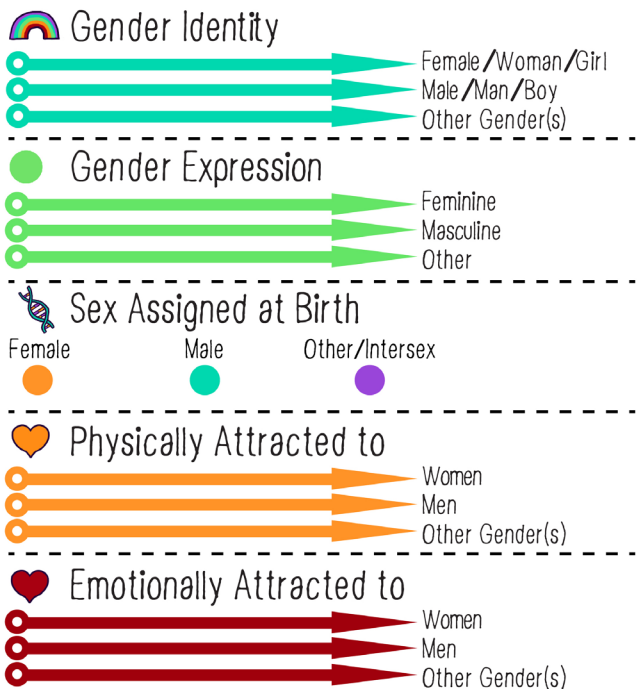 Gender Identity
Female/Woman/Girl
Male/Man/Boy
Other Gender(s)
Gender Expression
Feminine
Masculine
Other
Sex Assigned at Birth
Female Male Other/Intersex
Physically Attracted to
Women
Men
Other Gender(s)
Emotionally Attracted to
Women
Men
Other Gender(s)